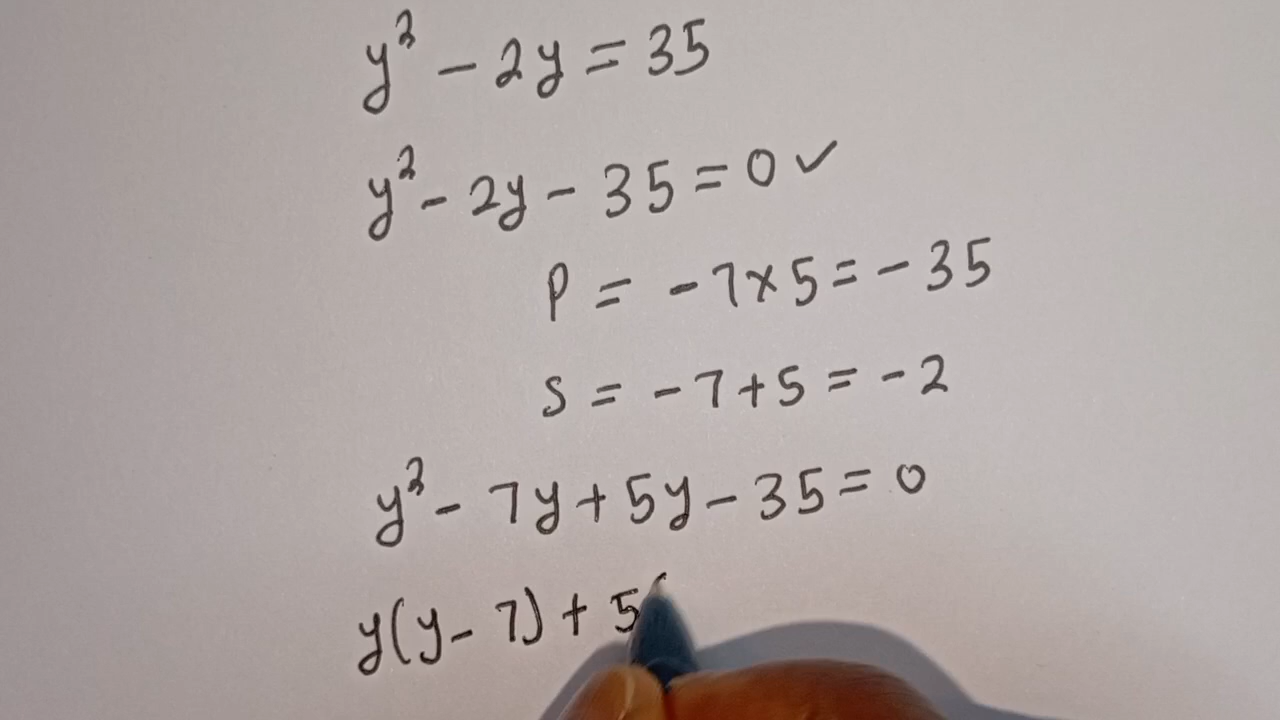 y² - 2y = 35
y² - 2y - 35 = 0 ✓
P = -7 × 5 = -35
S = -7 + 5 = -2
y² - 7y + 5y - 35 = 0
y(y - 7) + 5(